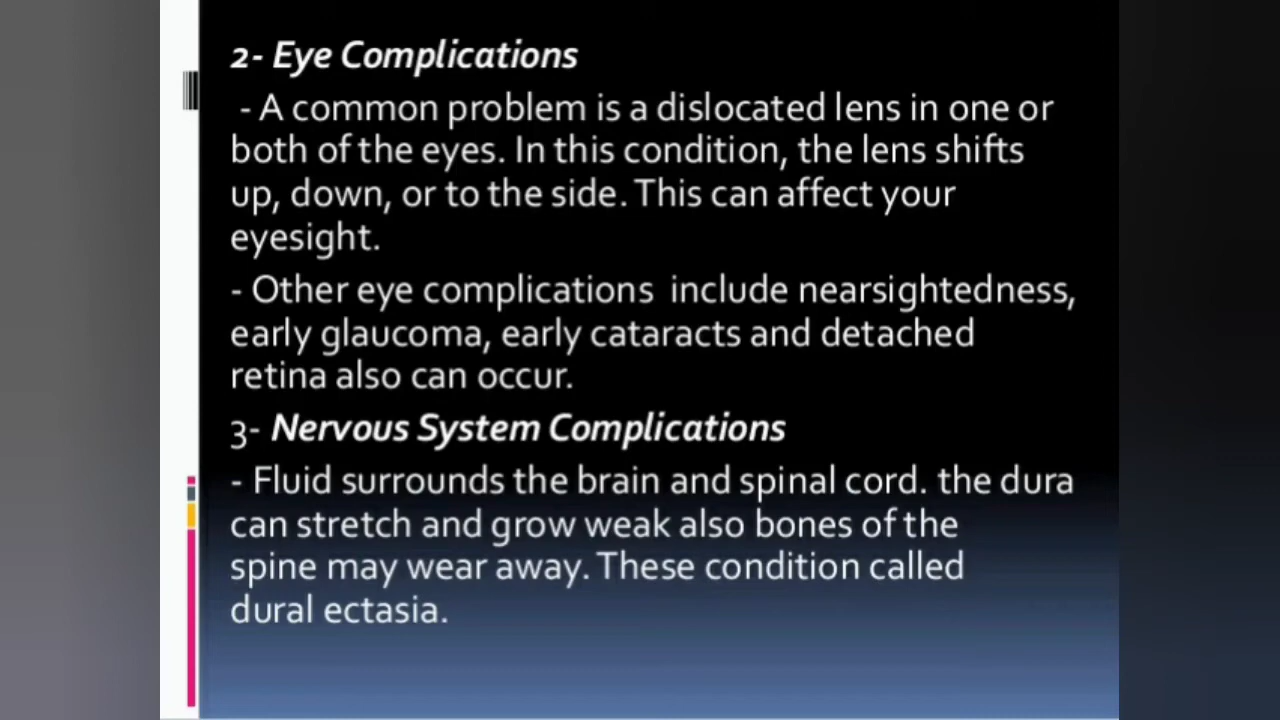 2- Eye Complications
- A common problem is a dislocated lens in one or
both of the eyes. In this condition, the lens shifts
up, down, or to the side. This can affect your
eyesight.
- Other eye complications  include nearsightedness,
early glaucoma, early cataracts and detached
retina also can occur.
3- Nervous System Complications
- Fluid surrounds the brain and spinal cord. the dura
can stretch and grow weak also bones of the
spine may wear away. These condition called
dural ectasia.